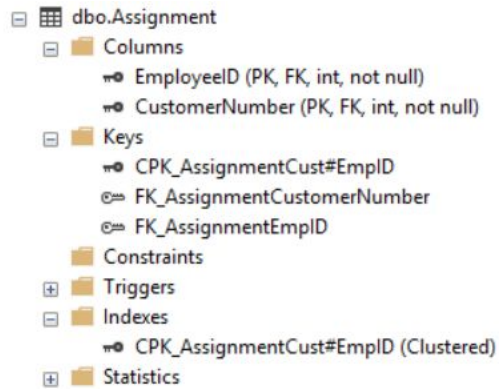 dbo.Assignment
Columns
EmployeeID (PK, FK, int, not null)
CustomerNumber (PK, FK, int, not null)
Keys
CPK_AssignmentCust#EmpID
FK_AssignmentCustomerNumber
FK_AssignmentEmpID
Constraints
Triggers
Indexes
CPK_AssignmentCust#EmpID (Clustered)
Statistics